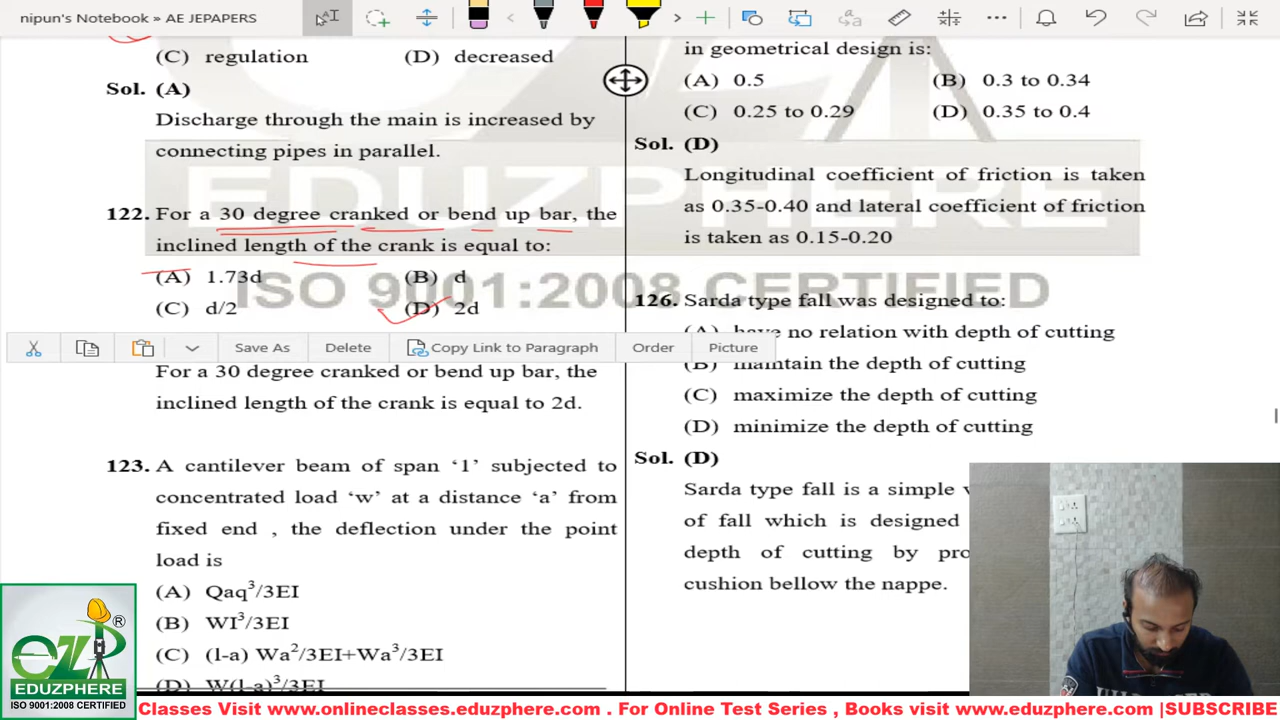 nipun's Notebook » AE JEPAPERS
(C) regulation (D) decreased
Sol. (A)
Discharge through the main is increased by
connecting pipes in parallel.
122. For a 30 degree cranked or bend up bar, the
inclined length of the crank is equal to:
(A) 1.73d (B) d
(C) d/2 (D) 2d
Save As Delete Copy Link to Paragraph Order Picture
For a 30 degree cranked or bend up bar, the
inclined length of the crank is equal to 2d.
123. A cantilever beam of span ‘1’ subjected to
concentrated load ‘w’ at a distance ‘a’ from
fixed end , the deflection under the point
load is
(A) Qaq³/3EI
(B) WI³/3EI
(C) (l-a) Wa²/3EI+Wa³/3EI
(D) W(l-a)³/3EI
in geometrical design is:
(A) 0.5 (B) 0.3 to 0.34
(C) 0.25 to 0.29 (D) 0.35 to 0.4
Sol. (D)
Longitudinal coefficient of friction is taken
as 0.35-0.40 and lateral coefficient of friction
is taken as 0.15-0.20
126. Sarda type fall was designed to:
(A) have no relation with depth of cutting
(B) maintain the depth of cutting
(C) maximize the depth of cutting
(D) minimize the depth of cutting
Sol. (D)
Sarda type fall is a simple
of fall which is designed
depth of cutting by
cushion bellow the nappe.
EDUZPHERE
ISO 9001:2008 CERTIFIED
EZP ®
EDUZPHERE
ISO 9001:2008 CERTIFIED
Classes Visit www.onlineclasses.eduzphere.com . For Online Test Series , Books visit www.eduzphere.com |SUBSCRIBE